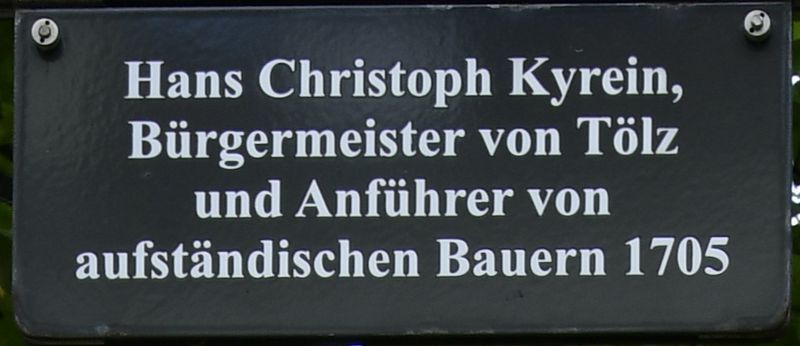 Hans Christoph Kyrein,
Bürgermeister von Tölz
und Anführer von
aufständischen Bauern 1705